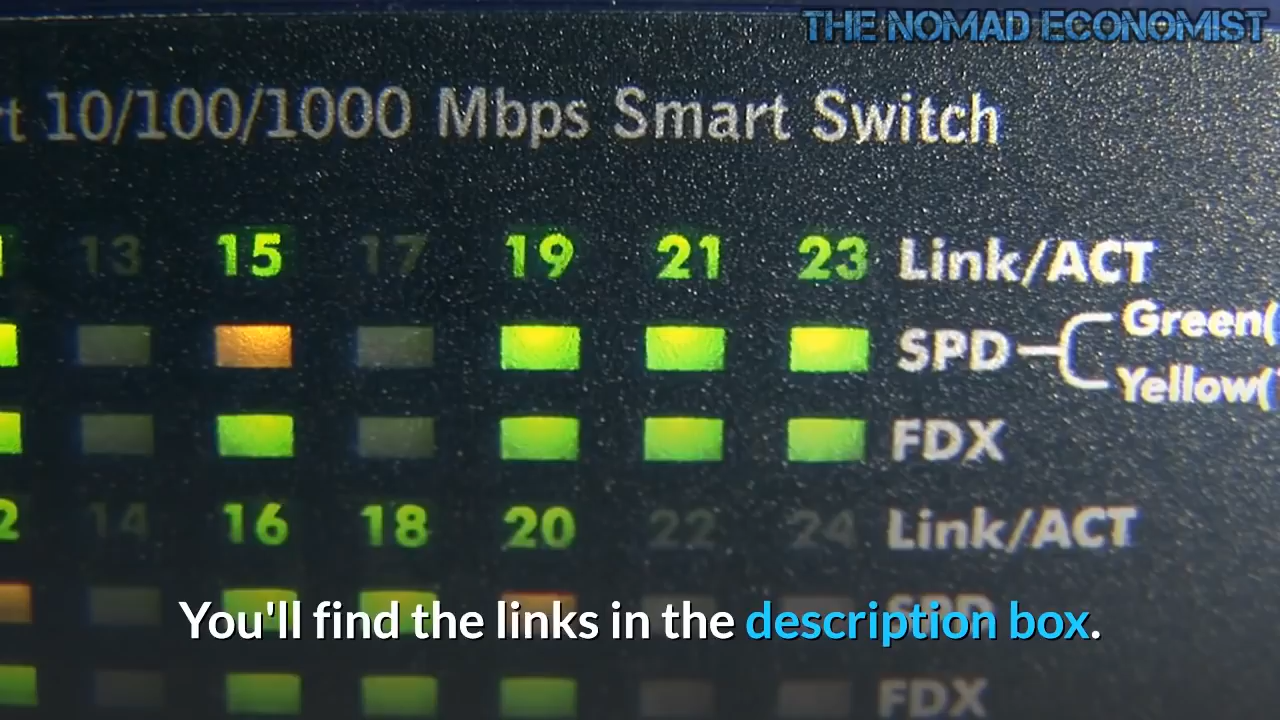 THE NOMAD ECONOMIST
10/100/1000 Mbps Smart Switch
13 15 17 19 21 23 Link/ACT
Green(
SPD
Yellow(
FDX
14 16 18 20 22 24 Link/ACT
SPD
You'll find the links in the description box.
FDX